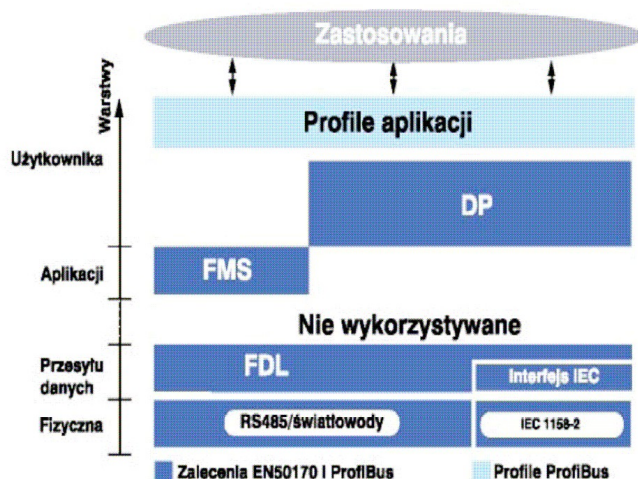 Zastosowania
Warstwy
Profile aplikacji
Użytkownika
DP
Aplikacji
FMS
Nie wykorzystywane
Przesyłu
danych
FDL
Interfejs IEC
Fizyczna
RS485/światłowody
IEC 1158-2
Zalecenia EN50170 i ProfiBus
Profile ProfiBus